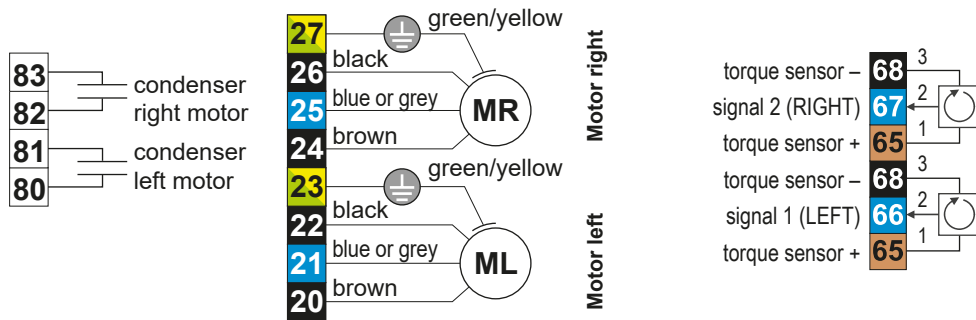 83
82
81
80
condenser
right motor
condenser
left motor
27
26
25
24
23
22
21
20
green/yellow
black
blue or grey
brown
MR
Motor right
green/yellow
black
blue or grey
brown
ML
Motor left
torque sensor – 68 3
signal 2 (RIGHT) 67 2
torque sensor + 65 1
torque sensor – 68 3
signal 1 (LEFT) 66 2
torque sensor + 65 1